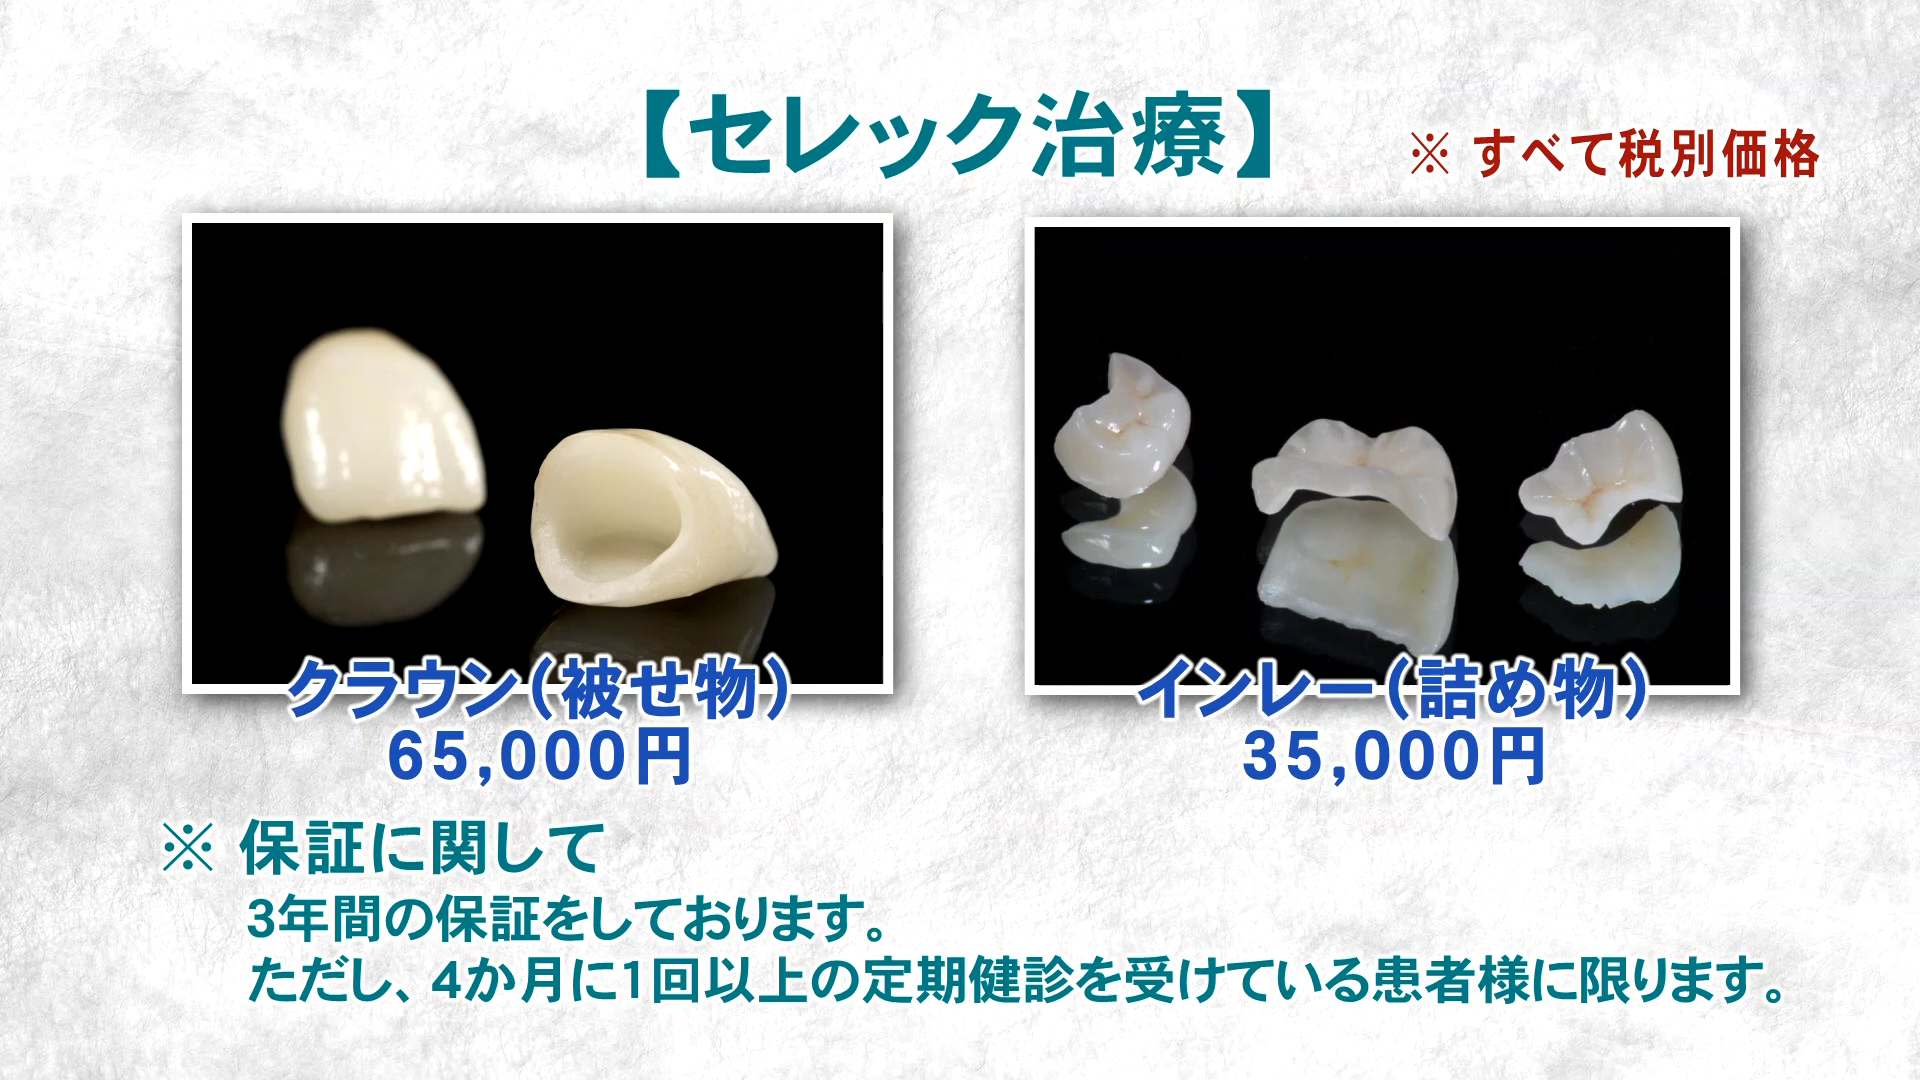 【セレック治療】
※ すべて税別価格
クラウン（被せ物）
65,000円
インレー（詰め物）
35,000円
※ 保証に関して
3年間の保証をしております。
ただし、4か月に1回以上の定期健診を受けている患者様に限ります。